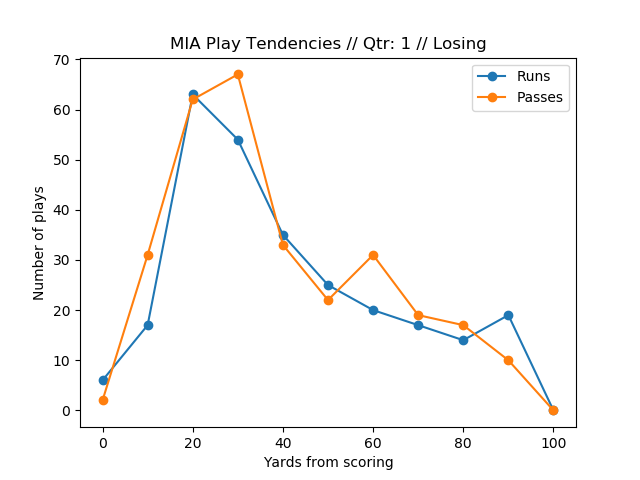 MIA Play Tendencies // Qtr: 1 // Losing
Runs
Passes
Number of plays
70
60
50
40
30
20
10
0
0 20 40 60 80 100
Yards from scoring